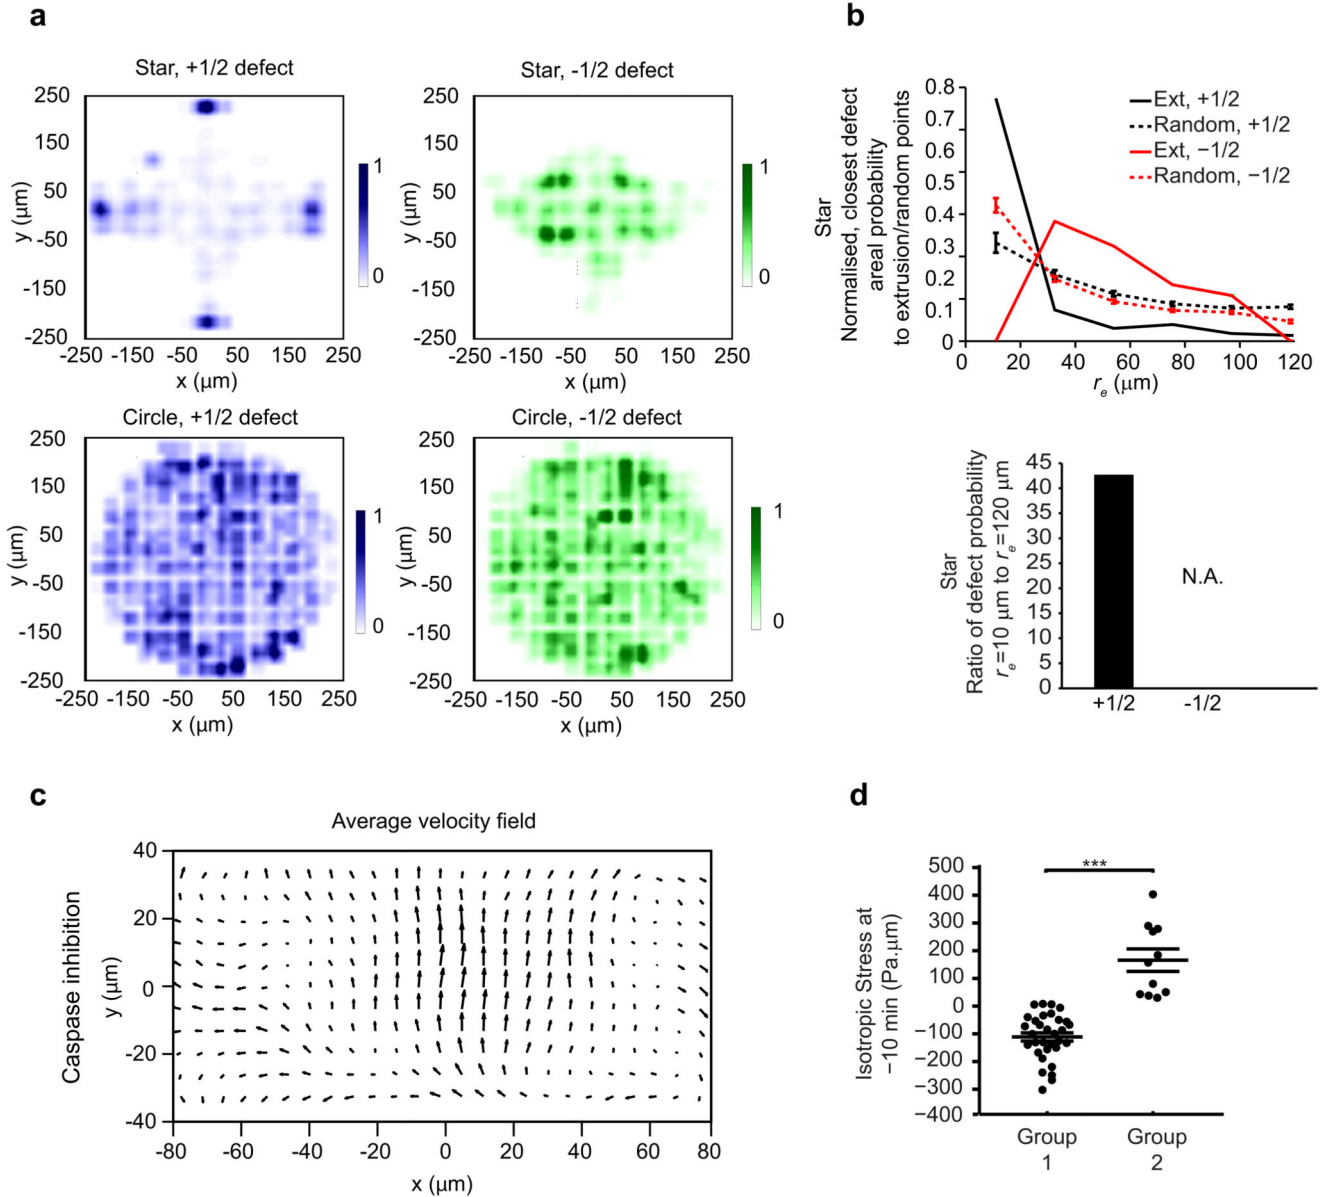 a
Star, +1/2 defect
250
150
50
-50
-150
-250
y (µm)
-250 -150 -50 50 150 250
x (µm)
1
0
Star, -1/2 defect
250
150
50
-50
-150
-250
y (µm)
-250 -150 -50 50 150 250
x (µm)
1
0
Circle, +1/2 defect
250
150
50
-50
-150
-250
y (µm)
-250 -150 -50 50 150 250
x (µm)
1
0
Circle, -1/2 defect
250
150
50
-50
-150
-250
y (µm)
-250 -150 -50 50 150 250
x (µm)
1
0
b
Star
Normalised, closest defect
areal probability
to extrusion/random points
0.8
0.7
0.6
0.5
0.4
0.3
0.2
0.1
0
Ext, +1/2
Random, +1/2
Ext, −1/2
Random, −1/2
0 20 40 60 80 100 120
re (µm)
Star
Ratio of defect probability
re=10 µm to re=120 µm
45
40
35
30
25
20
15
10
5
0
N.A.
+1/2 -1/2
c
Average velocity field
Caspase inhibition
y (µm)
40
20
0
-20
-40
-80 -60 -40 -20 0 20 40 60 80
x (µm)
d
Isotropic Stress at
−10 min (Pa.µm)
500
400
300
200
100
0
−100
−200
−300
−400
***
Group
1
Group
2